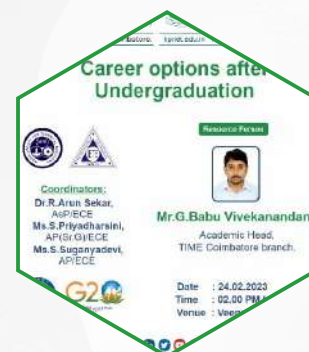 Career options after
Undergraduation
Resource Person
Coordinators:
Dr.R.Arun Sekar,
AsP/ECE
Ms.S.Priyadharsini,
AP(Sr.G)/ECE
Ms.S.Suganyadevi,
AP/ECE
Mr.G.Babu Vivekanandan
Academic Head,
TIME Coimbatore branch.
G20
Date : 24.02.2023
Time : 02.00 PM
Venue :